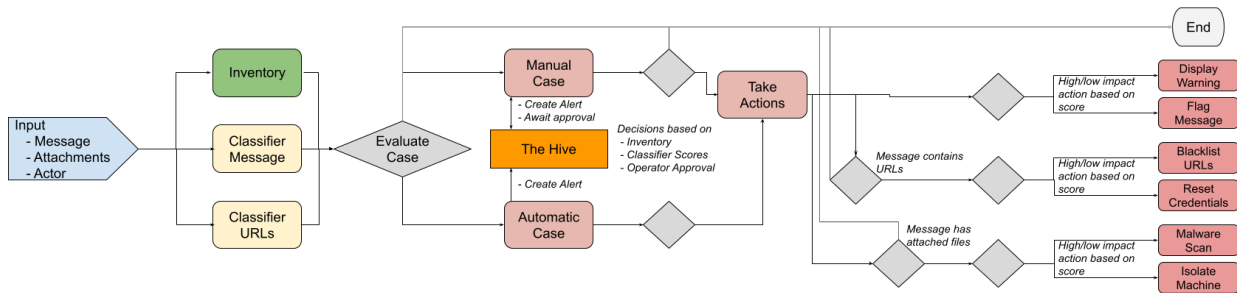 Input
- Message
- Attachments
- Actor
Inventory
Classifier
Message
Classifier
URLs
Evaluate
Case
Manual
Case
- Create Alert
- Await approval
The Hive
- Create Alert
Automatic
Case
Decisions based on
- Inventory
- Classifier Scores
- Operator Approval
Take
Actions
Message contains
URLs
Message has
attached files
End
High/low impact
action based on
score
Display
Warning
Flag
Message
High/low impact
action based on
score
Blacklist
URLs
Reset
Credentials
High/low impact
action based on
score
Malware
Scan
Isolate
Machine